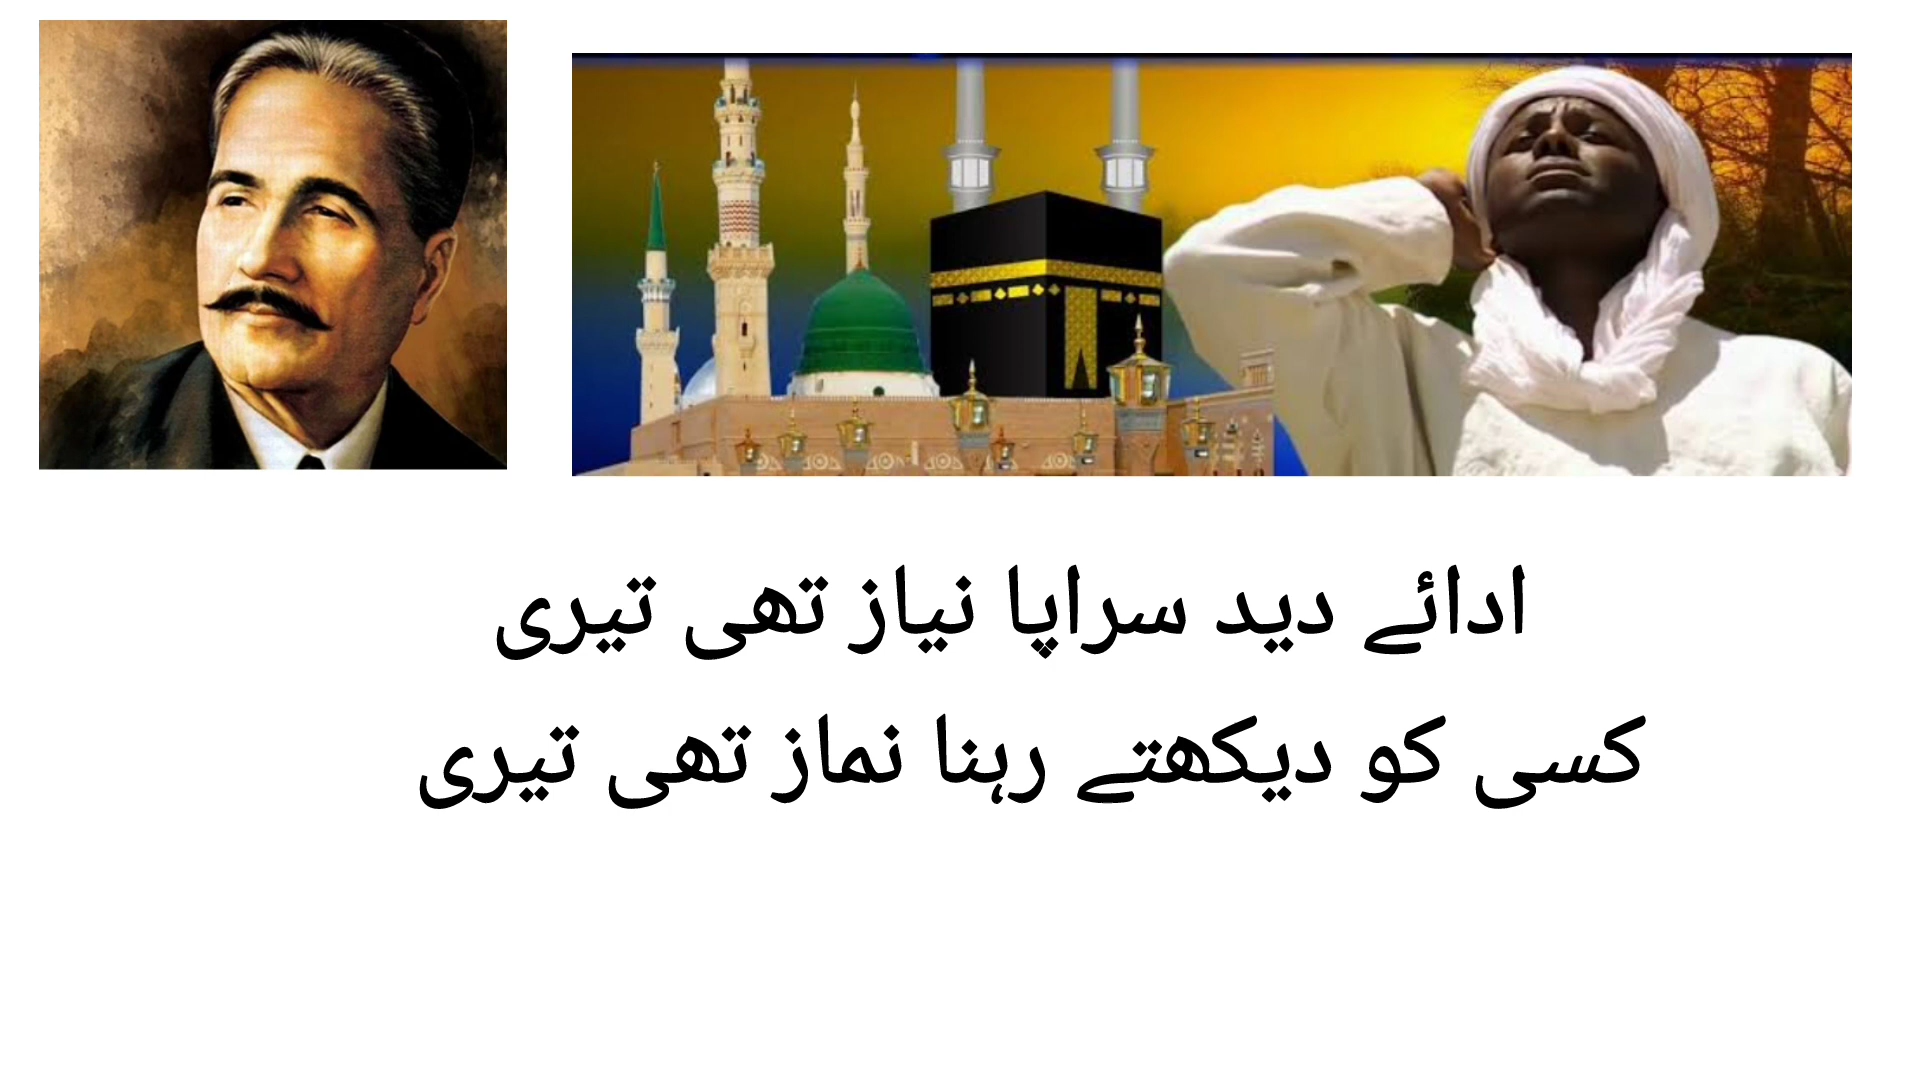 ادائے دید سراپا نیاز تھی تیری
کسی کو دیکھتے رہنا نماز تھی تیری